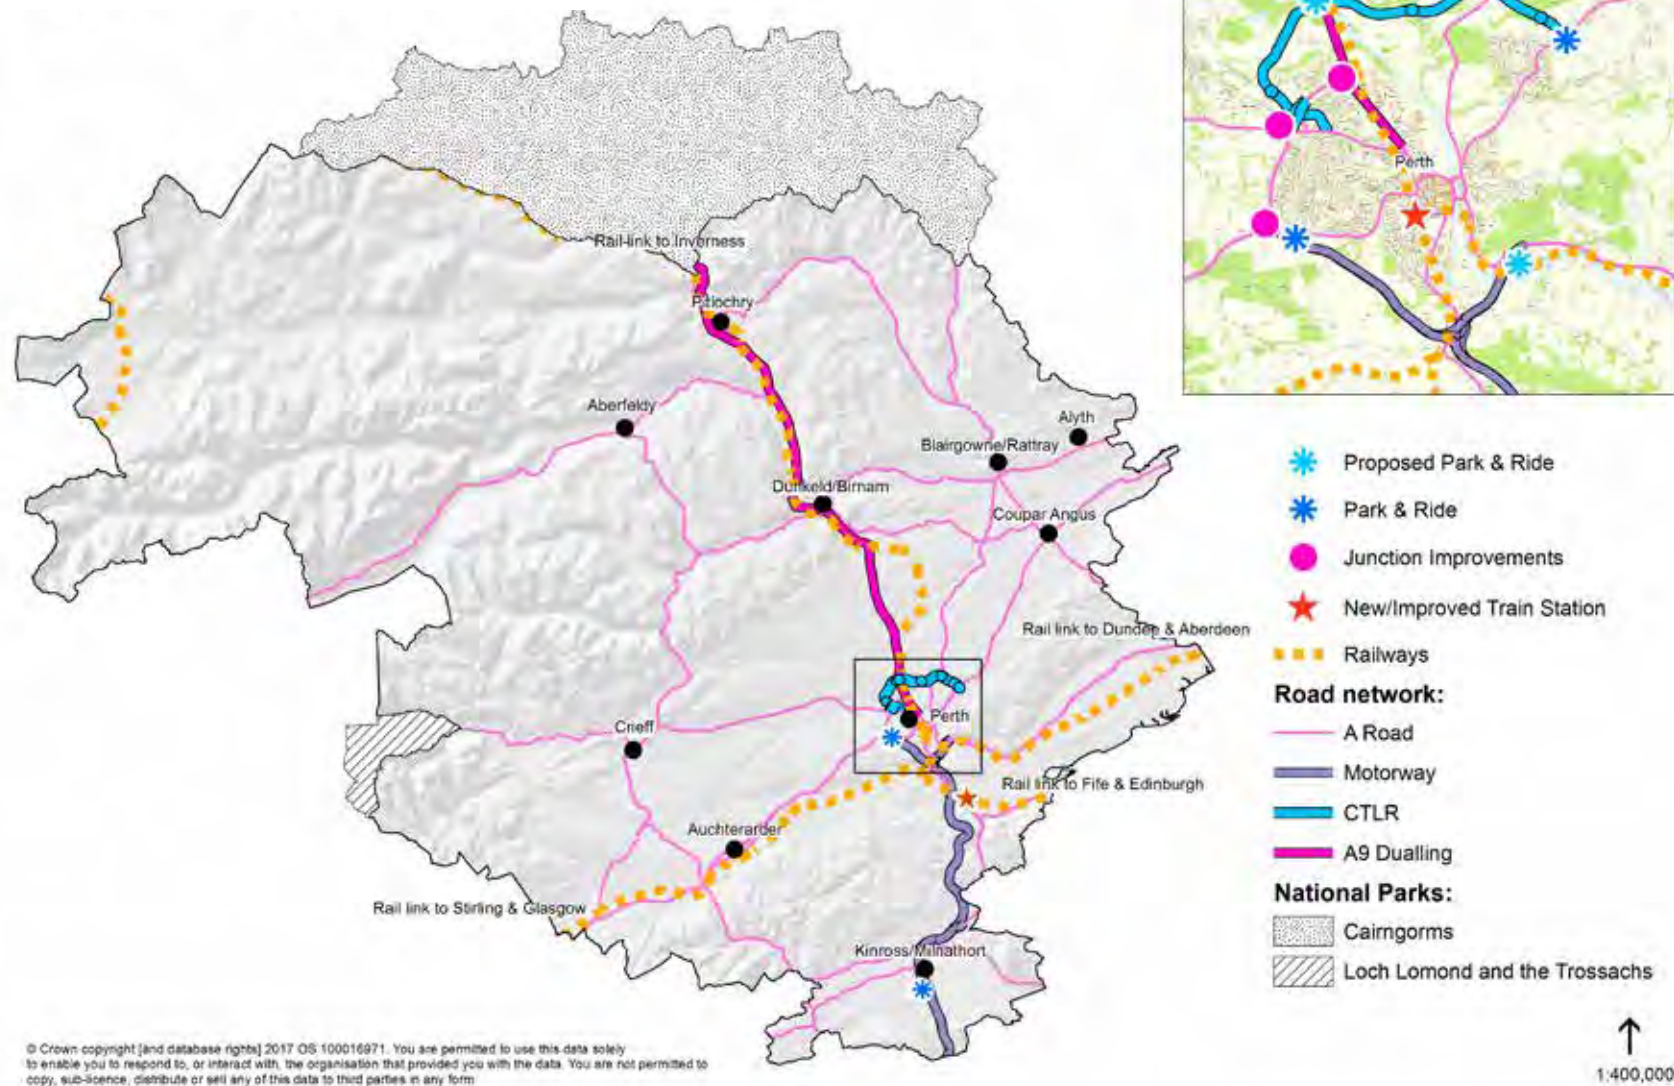 Perth
Rail-link to Inverness
Pitlochry
Aberfeldy
Alyth
Blairgowne/Rattray
Dunkeld/Birnam
Coupar Angus
Rail link to Dundee & Aberdeen
Perth
Crieff
Rail link to Fife & Edinburgh
Auchterarder
Rail link to Stirling & Glasgow
Kinross/Milnathort
Proposed Park & Ride
Park & Ride
Junction Improvements
New/Improved Train Station
Railways
Road network:
A Road
Motorway
CTLR
A9 Dualling
National Parks:
Cairngorms
Loch Lomond and the Trossachs
© Crown copyright [and database rights] 2017 OS 100016971. You are permitted to use this data solely
to enable you to respond to, or interact with, the organisation that provided you with the data. You are not permitted to
copy, sub-licence, distribute or sell any of this data to third parties in any form
1:400,000